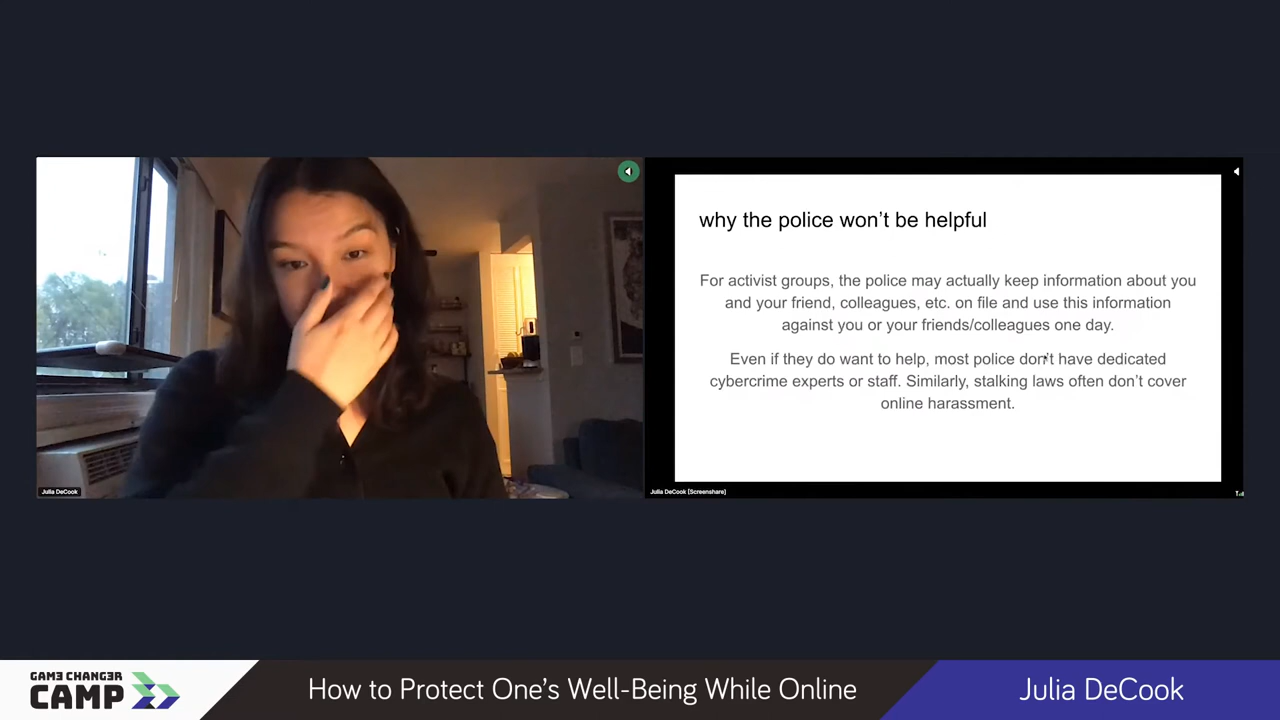 why the police won't be helpful
For activist groups, the police may actually keep information about you
and your friend, colleagues, etc. on file and use this information
against you or your friends/colleagues one day.
Even if they do want to help, most police don't have dedicated
cybercrime experts or staff. Similarly, stalking laws often don't cover
online harassment.
Julia DeCook
Julia DeCook [Screenshare]
GAM3 CHANG3R
CAMP
How to Protect One's Well-Being While Online
Julia DeCook